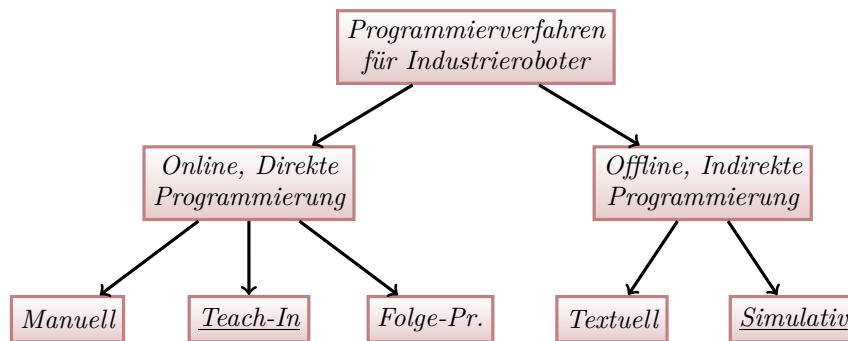 Programmierverfahren
für Industrieroboter
Online, Direkte
Programmierung
Offline, Indirekte
Programmierung
Manuell
Teach-In
Folge-Pr.
Textuell
Simulativ